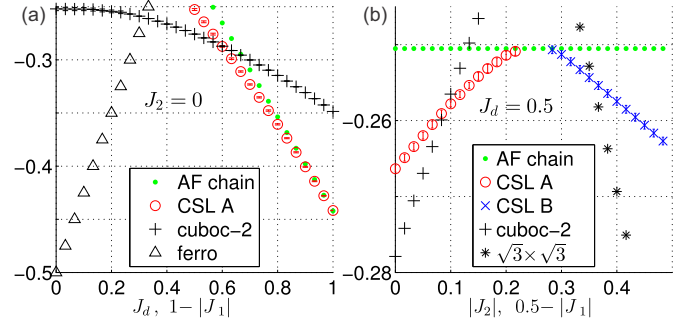 (a)
-0.3
-0.4
-0.5
J_2 = 0
AF chain
CSL A
cuboc-2
ferro
0 0.2 0.4 0.6 0.8 1
J_d , 1-|J_1|
(b)
-0.26
-0.28
J_d = 0.5
AF chain
CSL A
CSL B
cuboc-2
√3×√3
0 0.1 0.2 0.3 0.4
|J_2|, 0.5-|J_1|